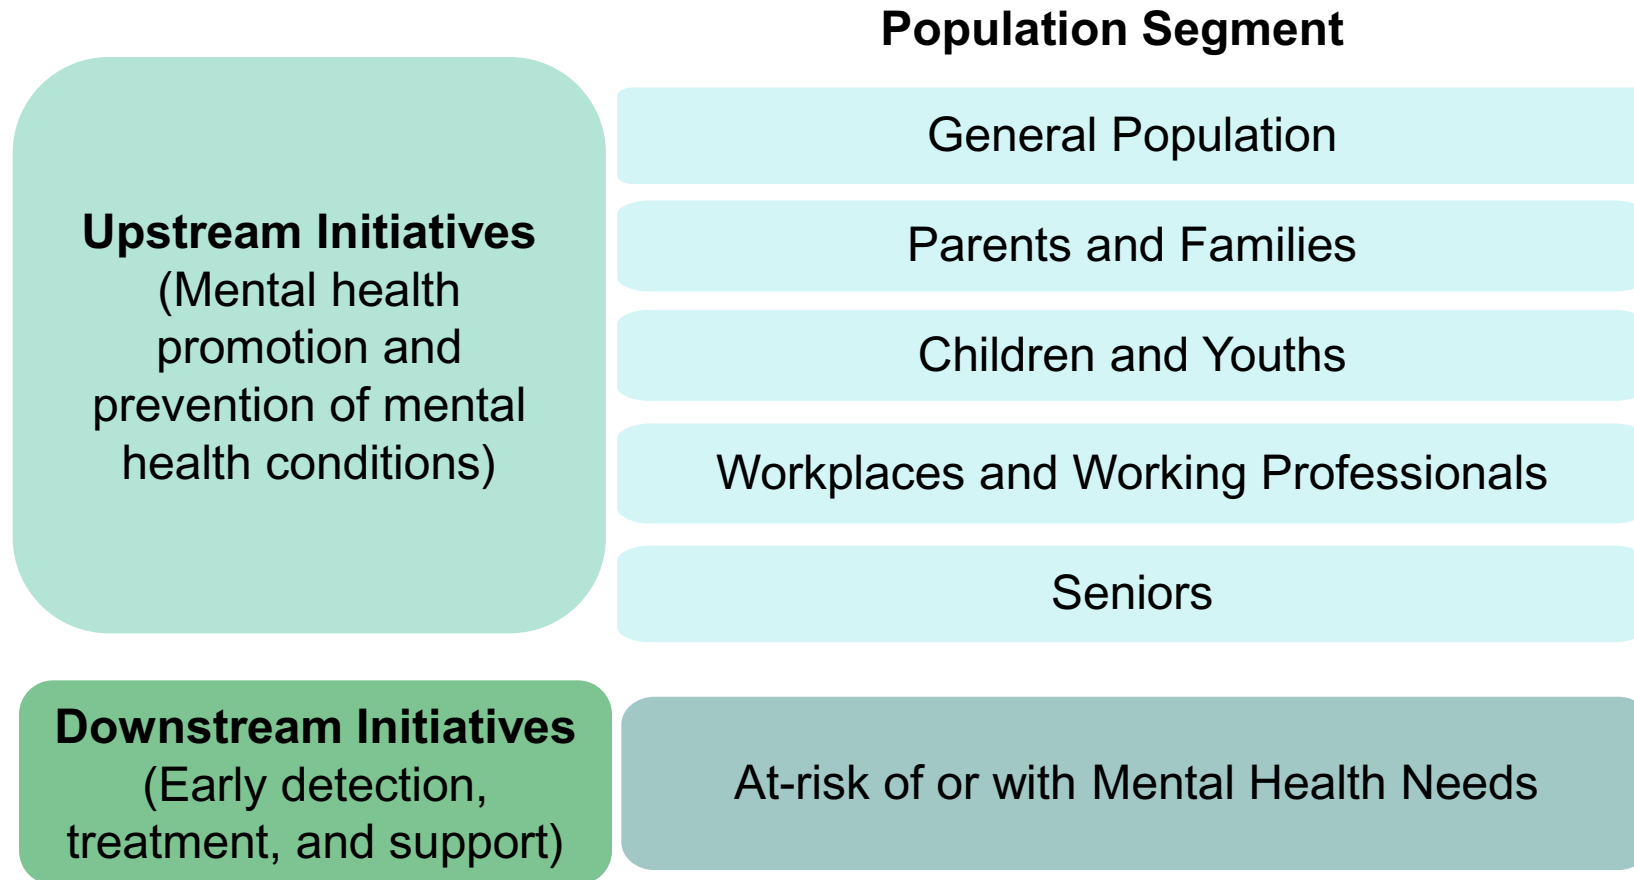 Population Segment
Upstream Initiatives
(Mental health
promotion and
prevention of mental
health conditions)
General Population
Parents and Families
Children and Youths
Workplaces and Working Professionals
Seniors
Downstream Initiatives
(Early detection,
treatment, and support)
At-risk of or with Mental Health Needs